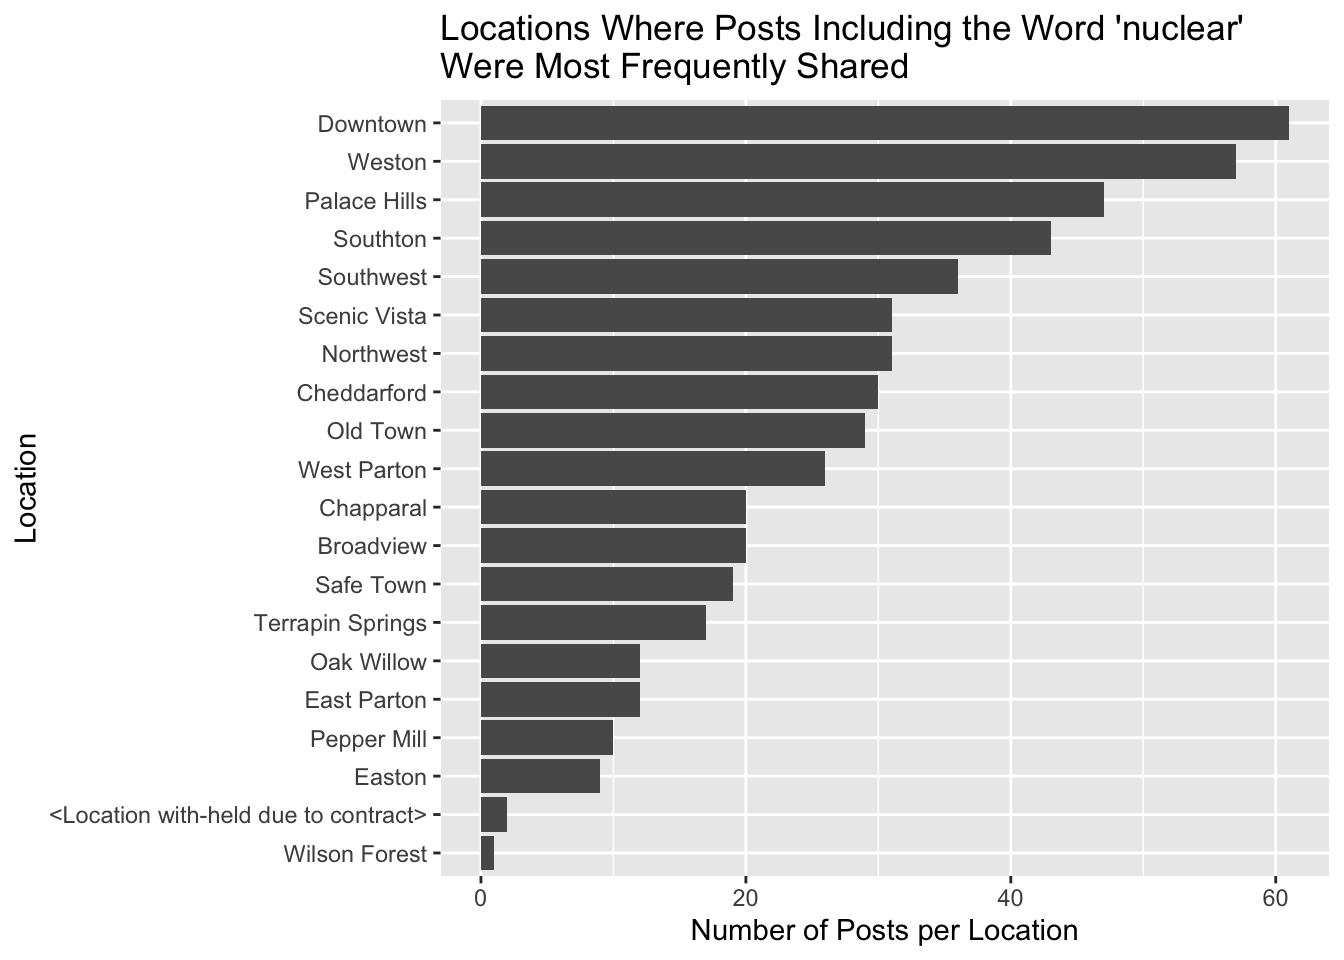 Locations Where Posts Including the Word 'nuclear'
Were Most Frequently Shared
Downtown
Weston
Palace Hills
Southton
Southwest
Scenic Vista
Northwest
Cheddarford
Old Town
West Parton
Chapparal
Broadview
Safe Town
Terrapin Springs
Oak Willow
East Parton
Pepper Mill
Easton
<Location with-held due to contract>
Wilson Forest
Location
0 20 40 60
Number of Posts per Location